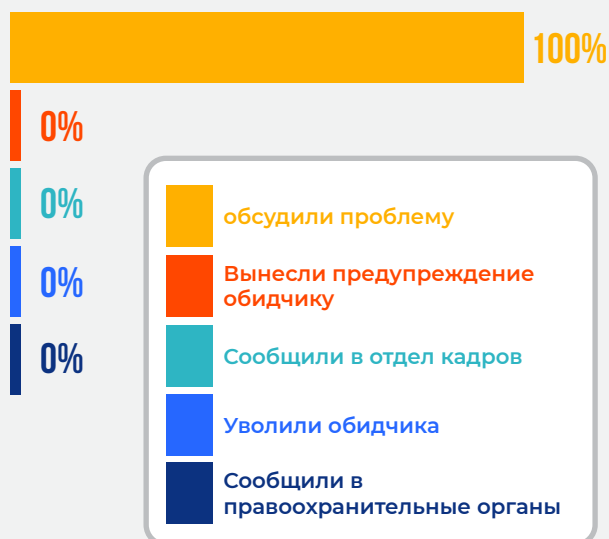 100%
0%
0%
0%
0%
обсудили проблему
Вынесли предупреждение
обидчику
Сообщили в отдел кадров
Уволили обидчика
Сообщили в
правоохранительные органы